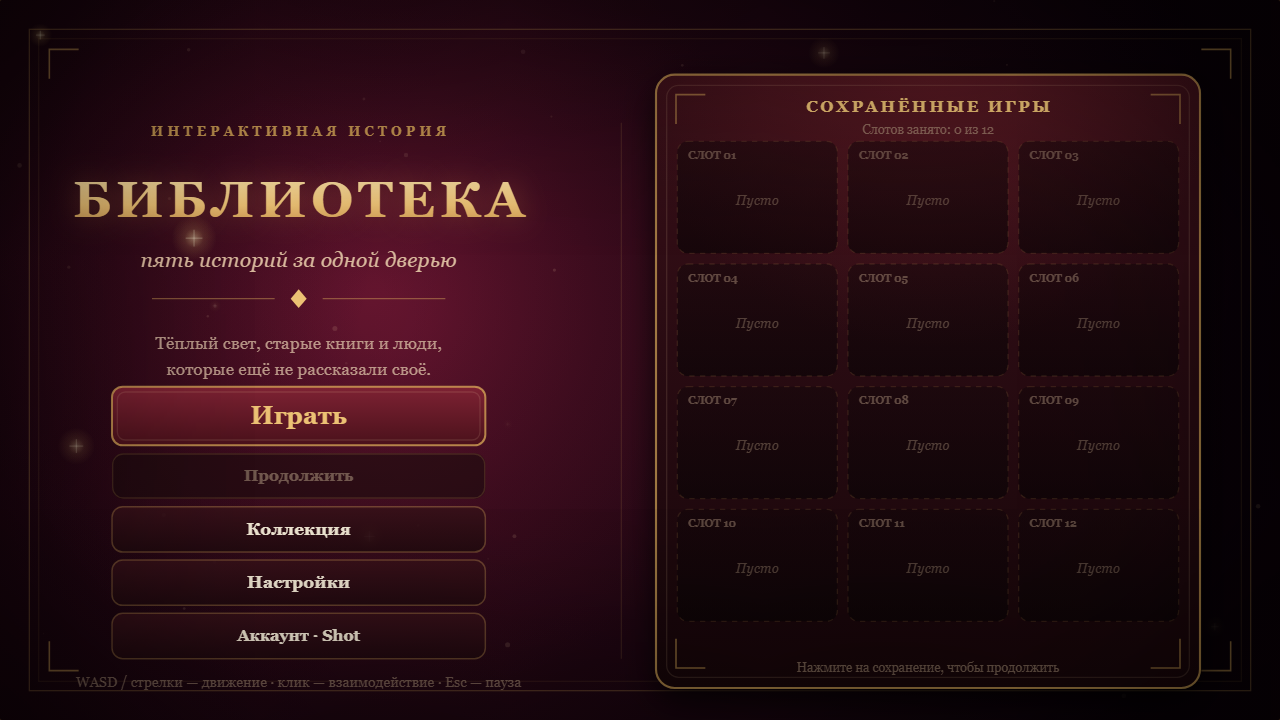 ИНТЕРАКТИВНАЯ ИСТОРИЯ
БИБЛИОТЕКА
пять историй за одной дверью
Тёплый свет, старые книги и люди,
которые ещё не рассказали своё.
Играть
Продолжить
Коллекция
Настройки
Аккаунт · Shot
WASD / стрелки — движение · клик — взаимодействие · Esc — пауза
СОХРАНЁННЫЕ ИГРЫ
Слотов занято: 0 из 12
СЛОТ 01
Пусто
СЛОТ 02
Пусто
СЛОТ 03
Пусто
СЛОТ 04
Пусто
СЛОТ 05
Пусто
СЛОТ 06
Пусто
СЛОТ 07
Пусто
СЛОТ 08
Пусто
СЛОТ 09
Пусто
СЛОТ 10
Пусто
СЛОТ 11
Пусто
СЛОТ 12
Пусто
Нажмите на сохранение, чтобы продолжить